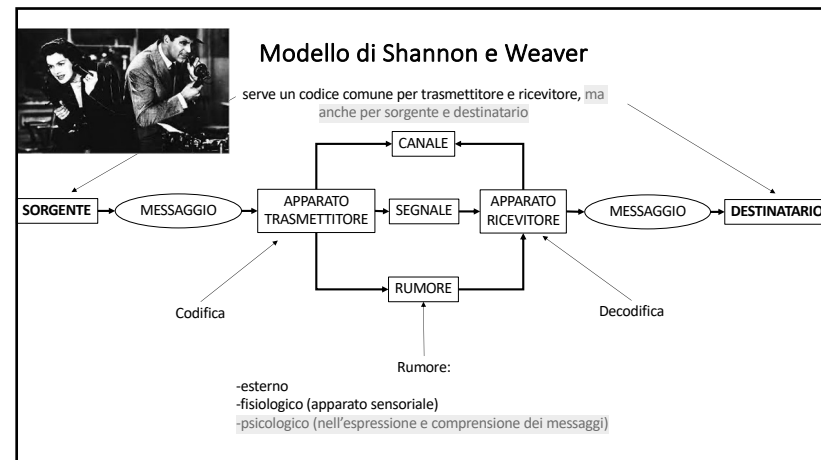 Modello di Shannon e Weaver
serve un codice comune per trasmettitore e ricevitore, ma
anche per sorgente e destinatario
CANALE
SORGENTE
MESSAGGIO
APPARATO
TRASMETTITORE
SEGNALE
APPARATO
RICEVITORE
MESSAGGIO
DESTINATARIO
RUMORE
Codifica
Decodifica
Rumore:
-esterno
-fisiologico (apparato sensoriale)
-psicologico (nell'espressione e comprensione dei messaggi)